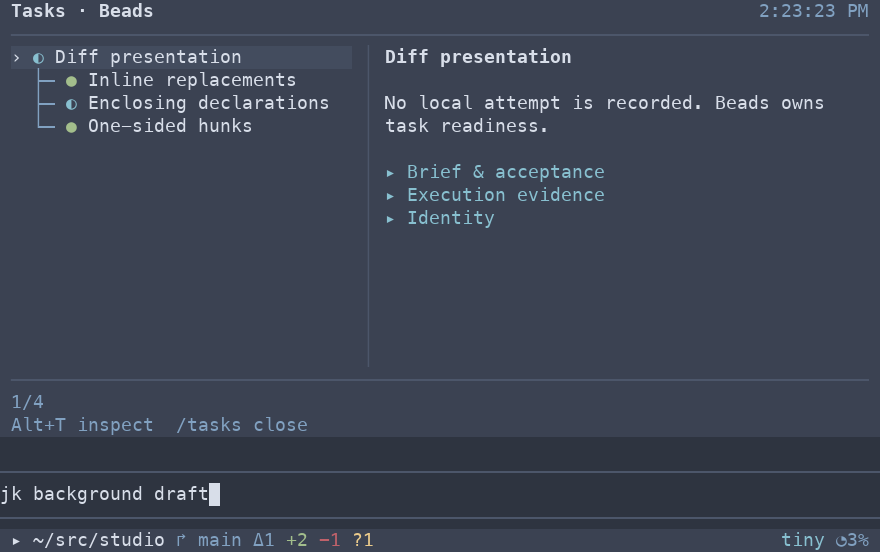 Tasks · Beads 2:23:23 PM
› ◐ Diff presentation
├─ ● Inline replacements
├─ ◐ Enclosing declarations
└─ ● One–sided hunks
Diff presentation
No local attempt is recorded. Beads owns
task readiness.
▸ Brief & acceptance
▸ Execution evidence
▸ Identity
1/4
Alt+T inspect /tasks close
jk background draft
▸ ~/src/studio ↱ main Δ1 +2 −1 ?1 tiny ◔3%